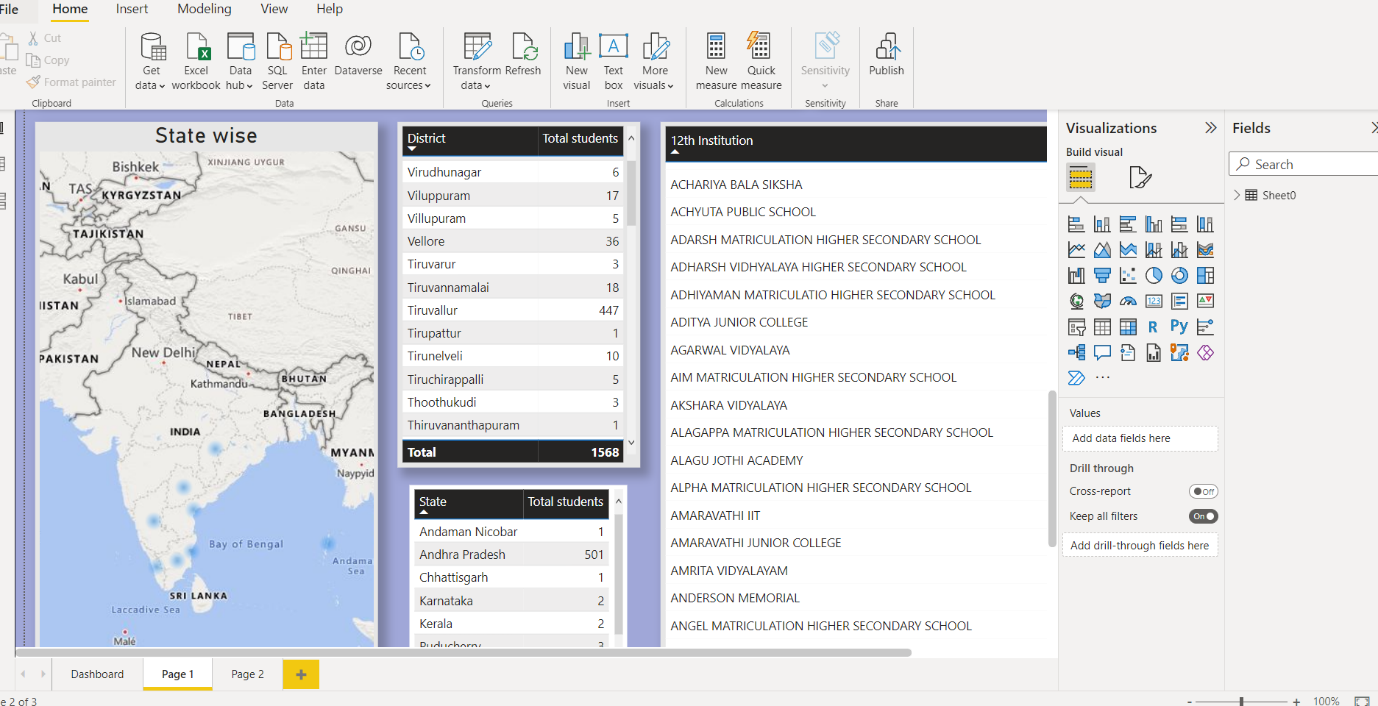 File
Home
Insert
Modeling
View
Help
Cut
Copy
Format painter
Clipboard
Get data
Excel workbook
Data hub
SQL Server
Enter data
Dataverse
Recent sources
Data
Transform data
Refresh
Queries
New visual
A
Text box
More visuals
Insert
New measure
Quick measure
Calculations
Sensitivity
Sensitivity
Publish
Share
State wise
Bishkek
XINJIANG UYGUR
TAS
KYRGYZSTAN
TAJIKISTAN
GANSU
QINGHAI
Kabul
Islamabad
TIBET
PAKISTAN
New Delhi
NEPAL
Kathmandu
BHUTAN
BANGLADESH
INDIA
MYANM
Naypyid
Bay of Bengal
Andama
Sea
SRI LANKA
Laccadive Sea
Malé
District Total students
Virudhunagar 6
Viluppuram 17
Villupuram 5
Vellore 36
Tiruvarur 3
Tiruvannamalai 18
Tiruvallur 447
Tirupattur 1
Tirunelveli 10
Tiruchirappalli 5
Thoothukudi 3
Thiruvananthapuram 1
Total 1568
State Total students
Andaman Nicobar 1
Andhra Pradesh 501
Chhattisgarh 1
Karnataka 2
Kerala 2
Puducherry 3
12th Institution
ACHARIYA BALA SIKSHA
ACHYUTA PUBLIC SCHOOL
ADARSH MATRICULATION HIGHER SECONDARY SCHOOL
ADHARSH VIDHYALAYA HIGHER SECONDARY SCHOOL
ADHIYAMAN MATRICULATIO HIGHER SECONDARY SCHOOL
ADITYA JUNIOR COLLEGE
AGARWAL VIDYALAYA
AIM MATRICULATION HIGHER SECONDARY SCHOOL
AKSHARA VIDYALAYA
ALAGAPPA MATRICULATION HIGHER SECONDARY SCHOOL
ALAGU JOTHI ACADEMY
ALPHA MATRICULATION HIGHER SECONDARY SCHOOL
AMARAVATHI IIT
AMARAVATHI JUNIOR COLLEGE
AMRITA VIDYALAYAM
ANDERSON MEMORIAL
ANGEL MATRICULATION HIGHER SECONDARY SCHOOL
Visualizations
Build visual
123
R
Py
Values
Add data fields here
Drill through
Cross-report
Off
Keep all filters
On
Add drill-through fields here
Fields
Search
Sheet0
Dashboard
Page 1
Page 2
e 2 of 3
- + 100%